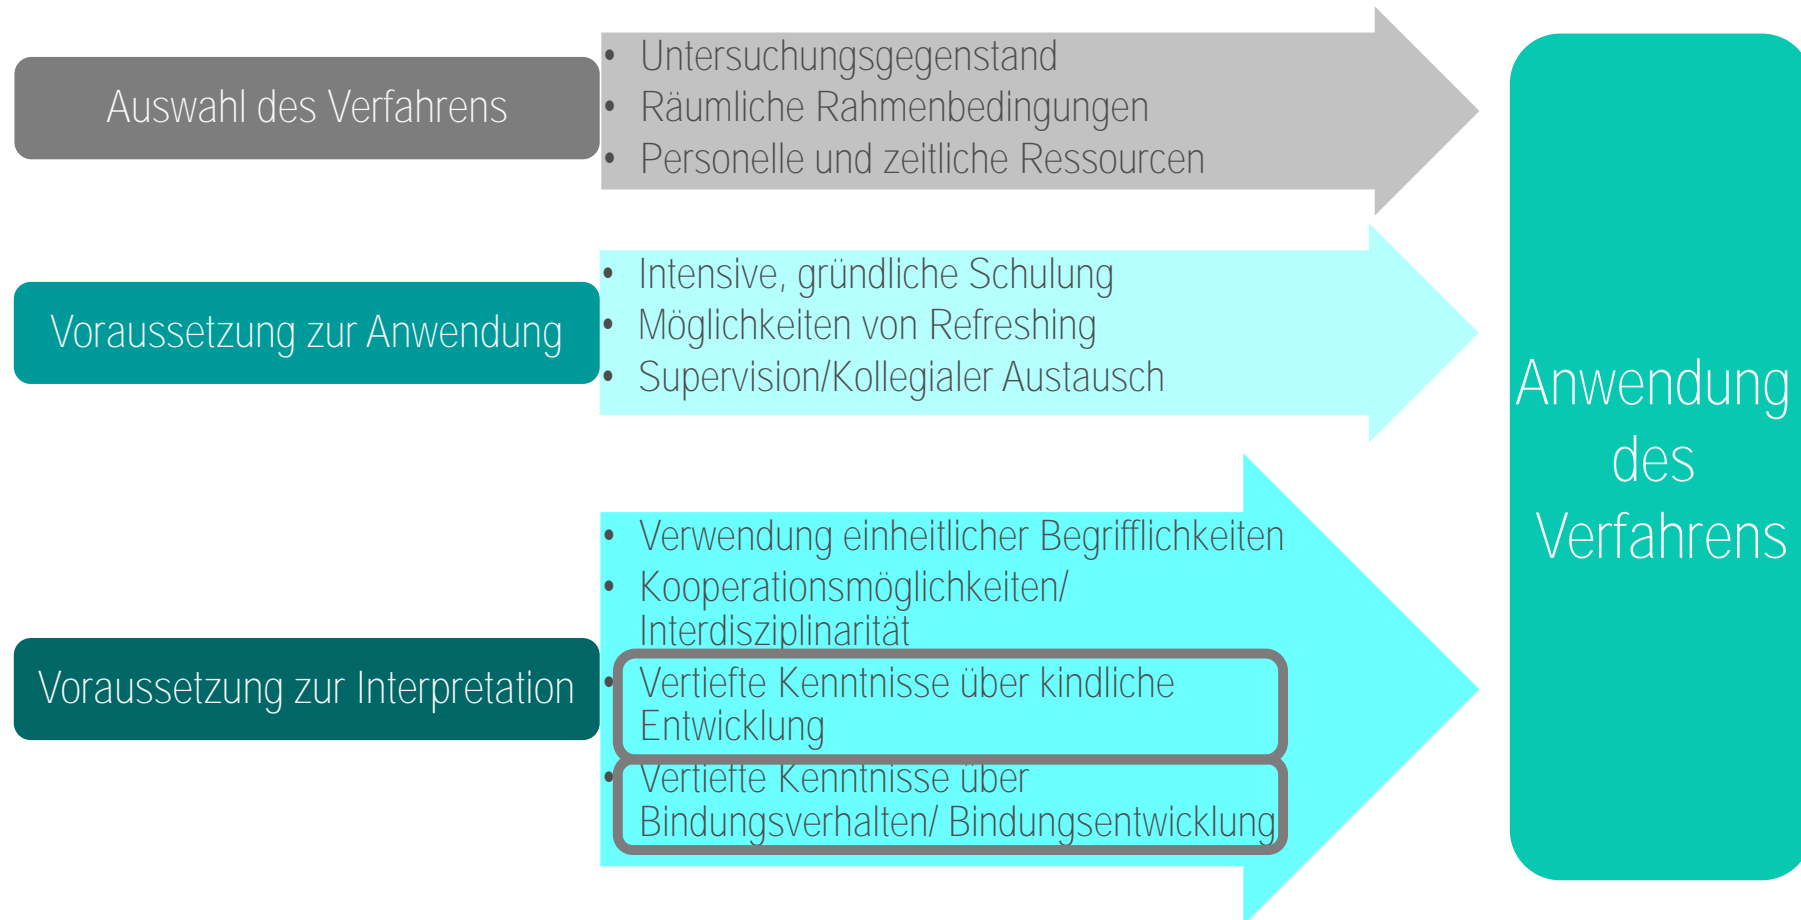 Auswahl des Verfahrens
• Untersuchungsgegenstand
• Räumliche Rahmenbedingungen
• Personelle und zeitliche Ressourcen
Voraussetzung zur Anwendung
• Intensive, gründliche Schulung
• Möglichkeiten von Refreshing
• Supervision/Kollegialer Austausch
Voraussetzung zur Interpretation
• Verwendung einheitlicher Begrifflichkeiten
• Kooperationsmöglichkeiten/
Interdisziplinarität
• Vertiefte Kenntnisse über kindliche
Entwicklung
• Vertiefte Kenntnisse über
Bindungsverhalten/ Bindungsentwicklung
Anwendung
des
Verfahrens